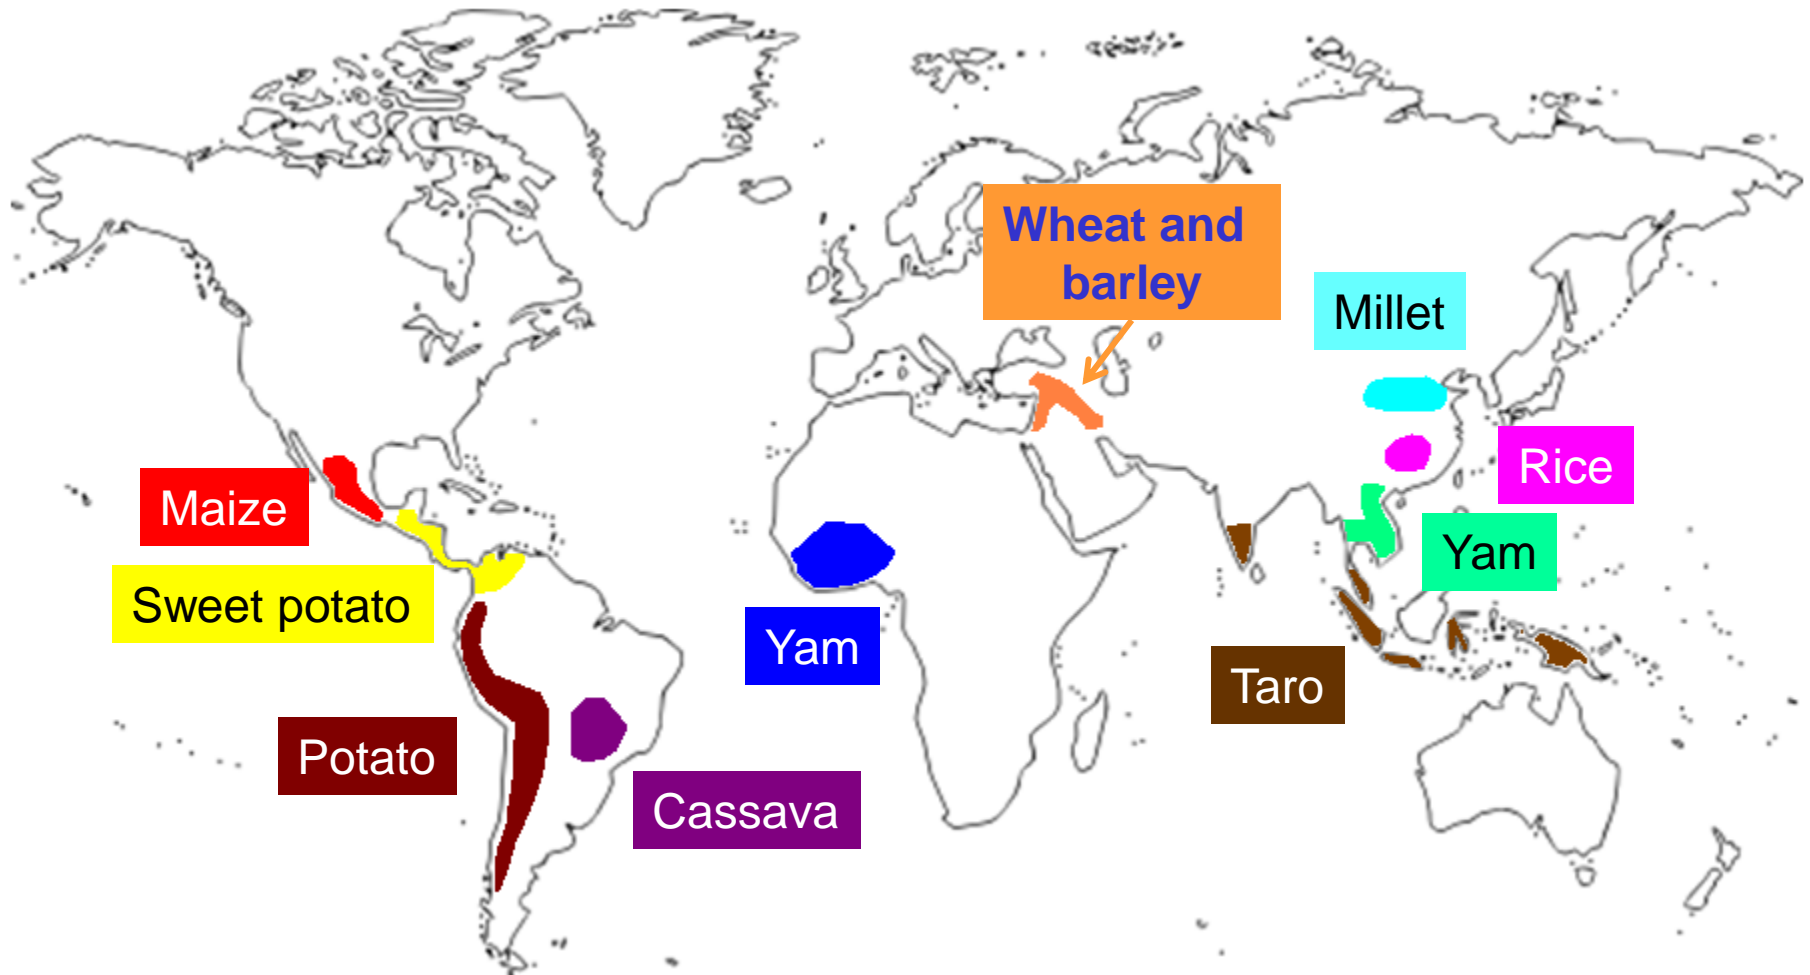 Wheat and
barley
Millet
Maize
Rice
Yam
Sweet potato
Yam
Taro
Potato
Cassava